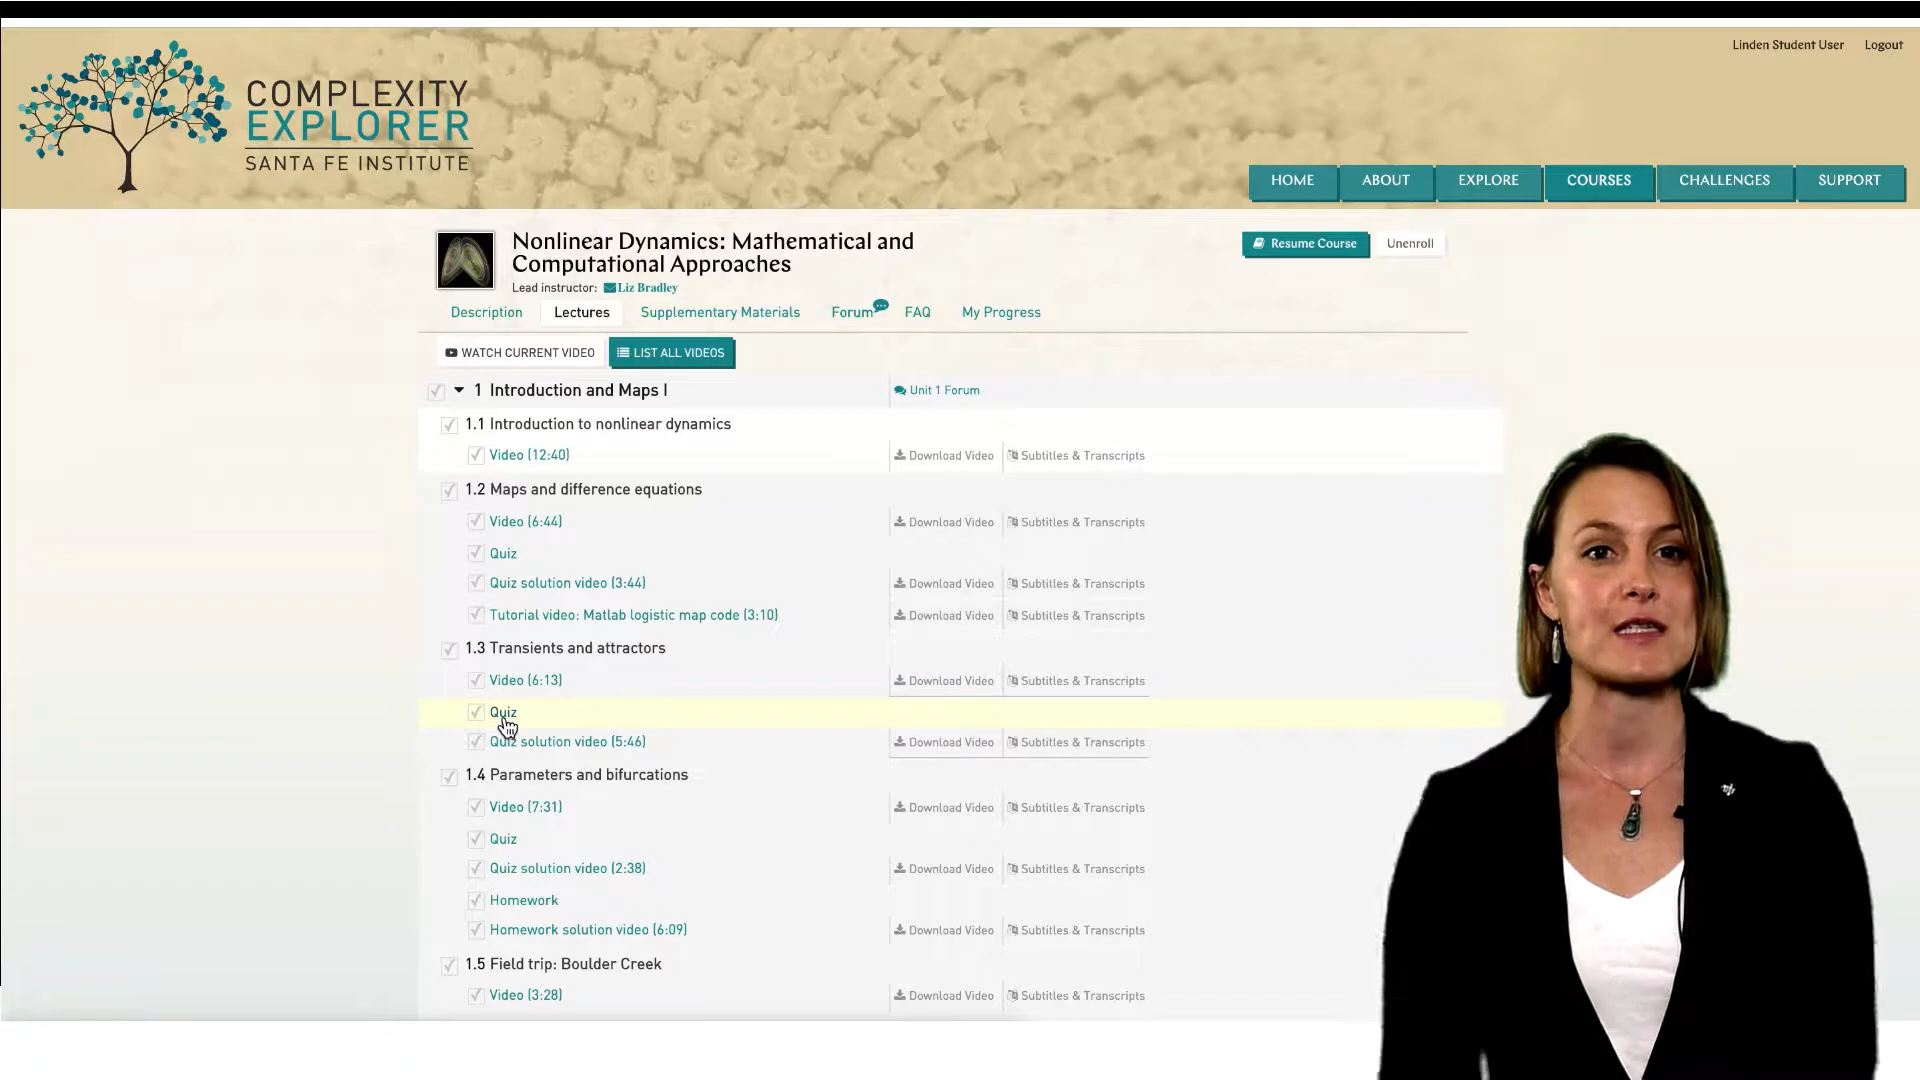 Linden Student User Logout
COMPLEXITY
EXPLORER
SANTA FE INSTITUTE
HOME ABOUT EXPLORE COURSES CHALLENGES SUPPORT
Nonlinear Dynamics: Mathematical and
Computational Approaches
Resume Course Unenroll
Lead instructor: Liz Bradley
Description Lectures Supplementary Materials Forum FAQ My Progress
WATCH CURRENT VIDEO LIST ALL VIDEOS
1 Introduction and Maps I Unit 1 Forum
1.1 Introduction to nonlinear dynamics
Video (12:40) Download Video Subtitles & Transcripts
1.2 Maps and difference equations
Video (6:44) Download Video Subtitles & Transcripts
Quiz
Quiz solution video (3:44) Download Video Subtitles & Transcripts
Tutorial video: Matlab logistic map code (3:10) Download Video Subtitles & Transcripts
1.3 Transients and attractors
Video (6:13) Download Video Subtitles & Transcripts
Quiz
Quiz solution video (5:46) Download Video Subtitles & Transcripts
1.4 Parameters and bifurcations
Video (7:31) Download Video Subtitles & Transcripts
Quiz
Quiz solution video (2:38) Download Video Subtitles & Transcripts
Homework
Homework solution video (6:09) Download Video Subtitles & Transcripts
1.5 Field trip: Boulder Creek
Video (3:28) Download Video Subtitles & Transcripts